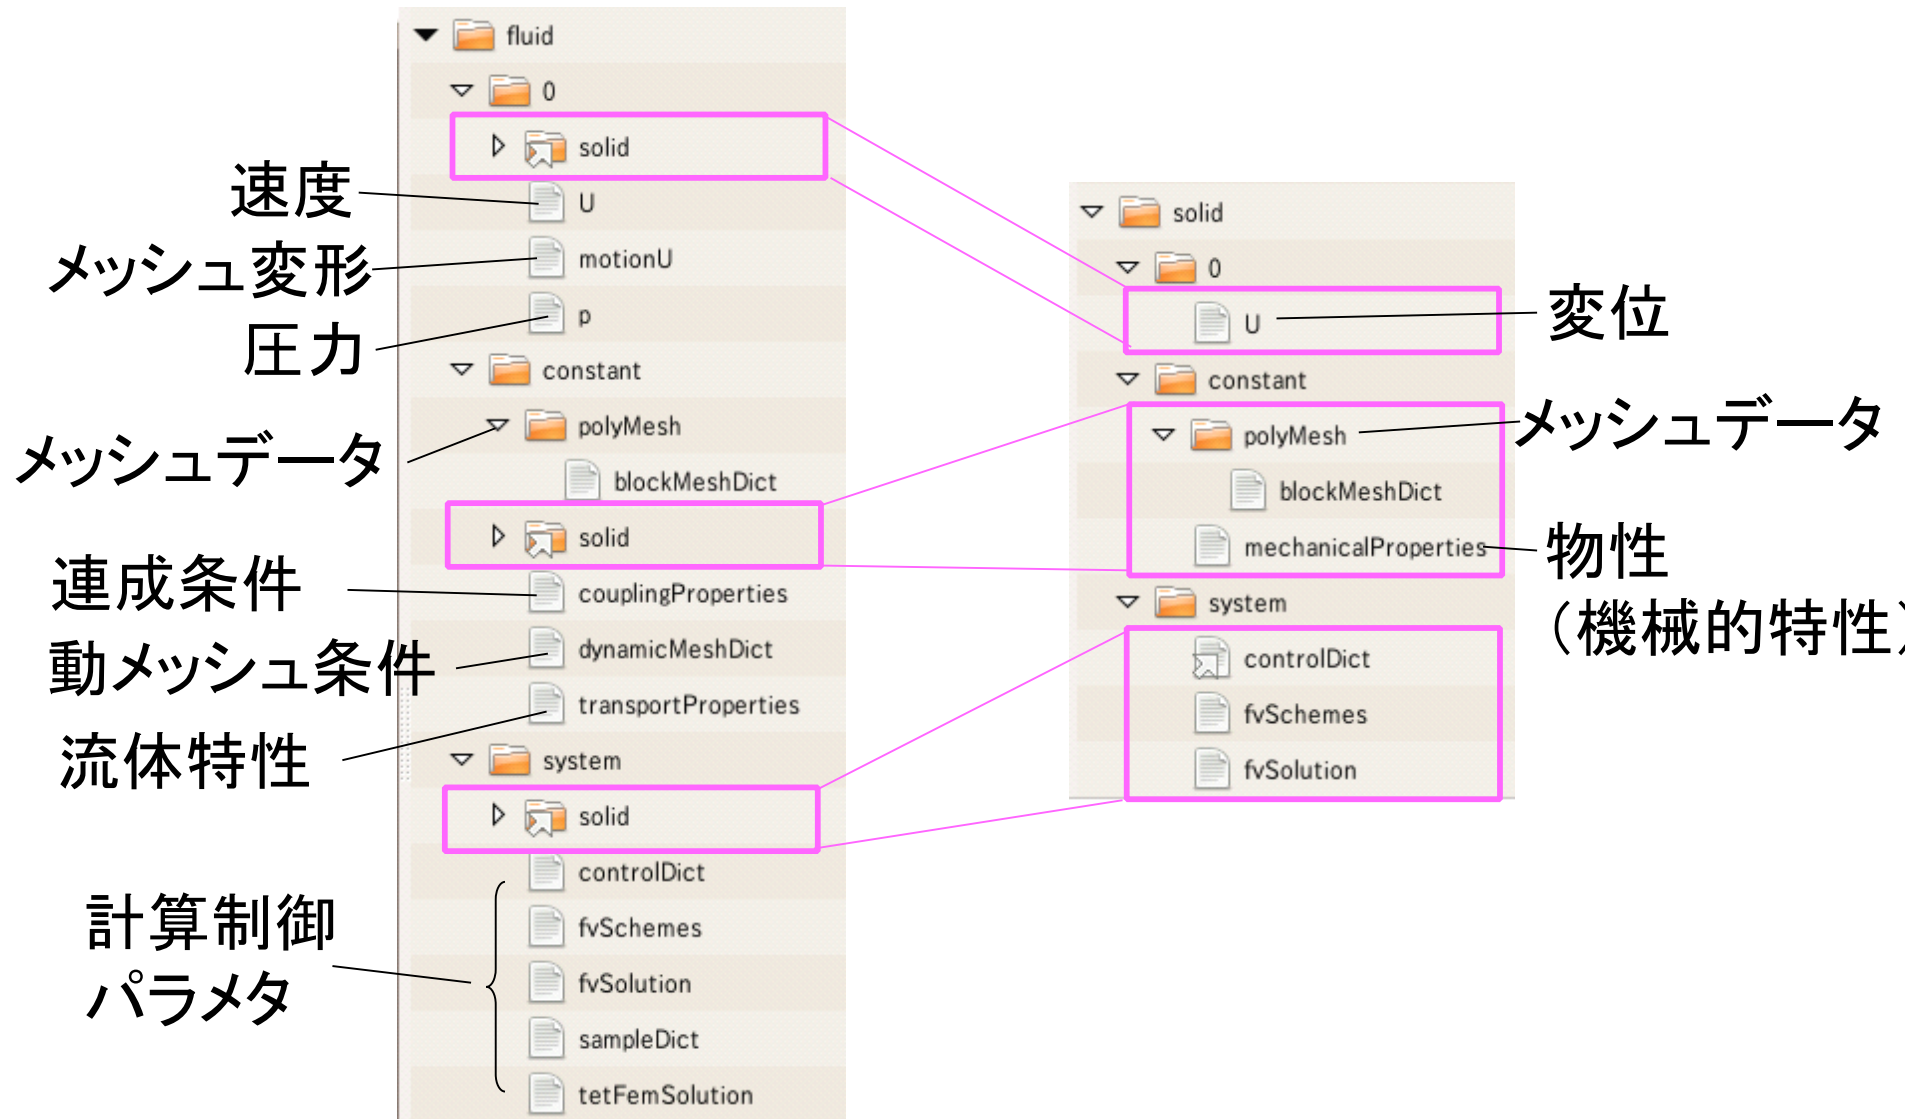 fluid
0
solid
速度
U
メッシュ変形
motionU
圧力
p
constant
メッシュデータ
polyMesh
blockMeshDict
solid
連成条件
couplingProperties
動メッシュ条件
dynamicMeshDict
流体特性
transportProperties
system
solid
計算制御
パラメタ
controlDict
fvSchemes
fvSolution
sampleDict
tetFemSolution
solid
0
U
変位
constant
polyMesh
メッシュデータ
blockMeshDict
mechanicalProperties
物性
（機械的特性）
system
controlDict
fvSchemes
fvSolution